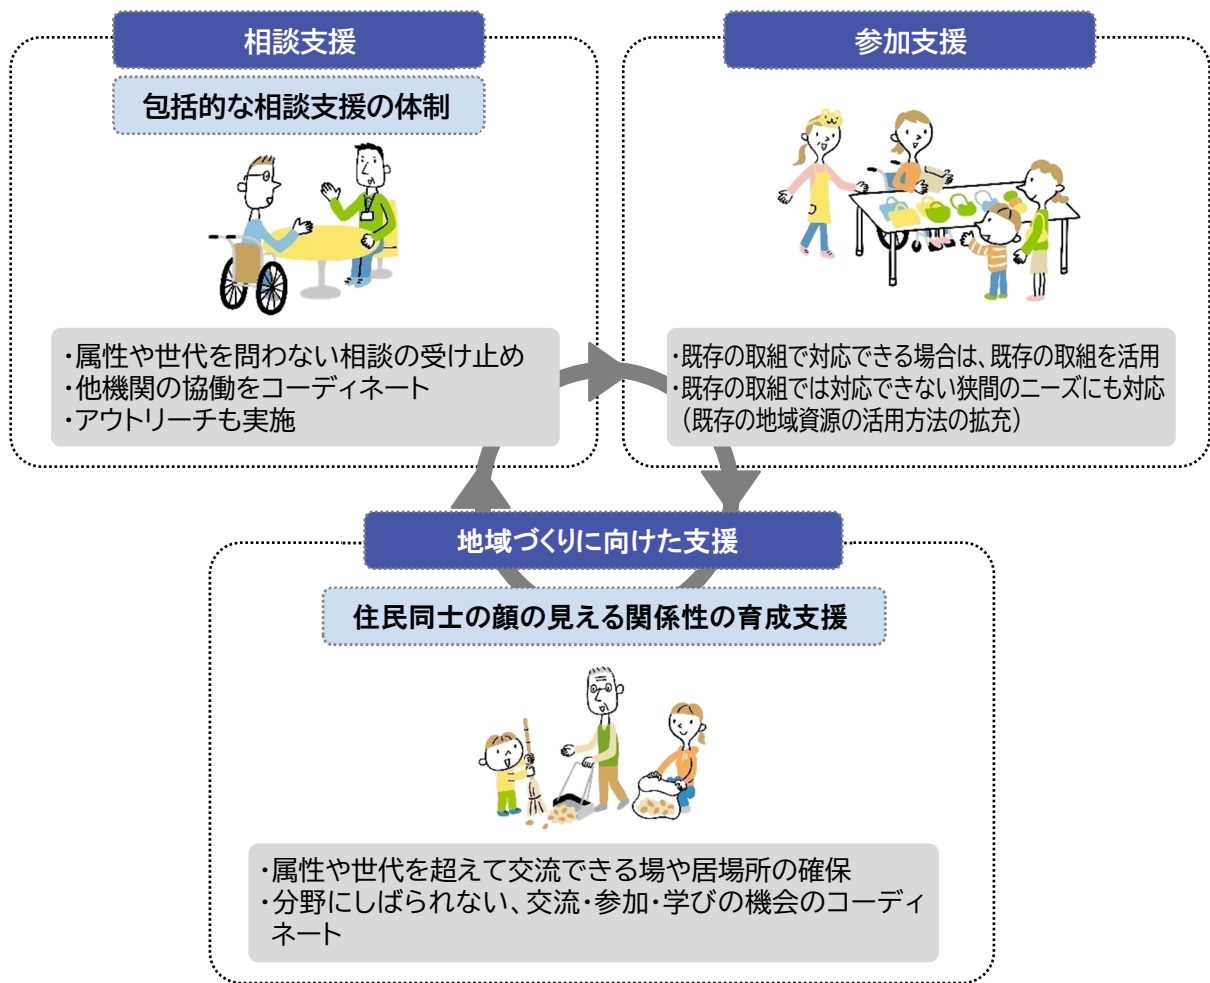 相談支援
包括的な相談支援の体制
・属性や世代を問わない相談の受け止め
・他機関の協働をコーディネート
・アウトリーチも実施
参加支援
・既存の取組で対応できる場合は、既存の取組を活用
・既存の取組では対応できない狭間のニーズにも対応
（既存の地域資源の活用方法の拡充）
地域づくりに向けた支援
住民同士の顔の見える関係性の育成支援
・属性や世代を超えて交流できる場や居場所の確保
・分野にしばられない、交流・参加・学びの機会のコーディ
ネート